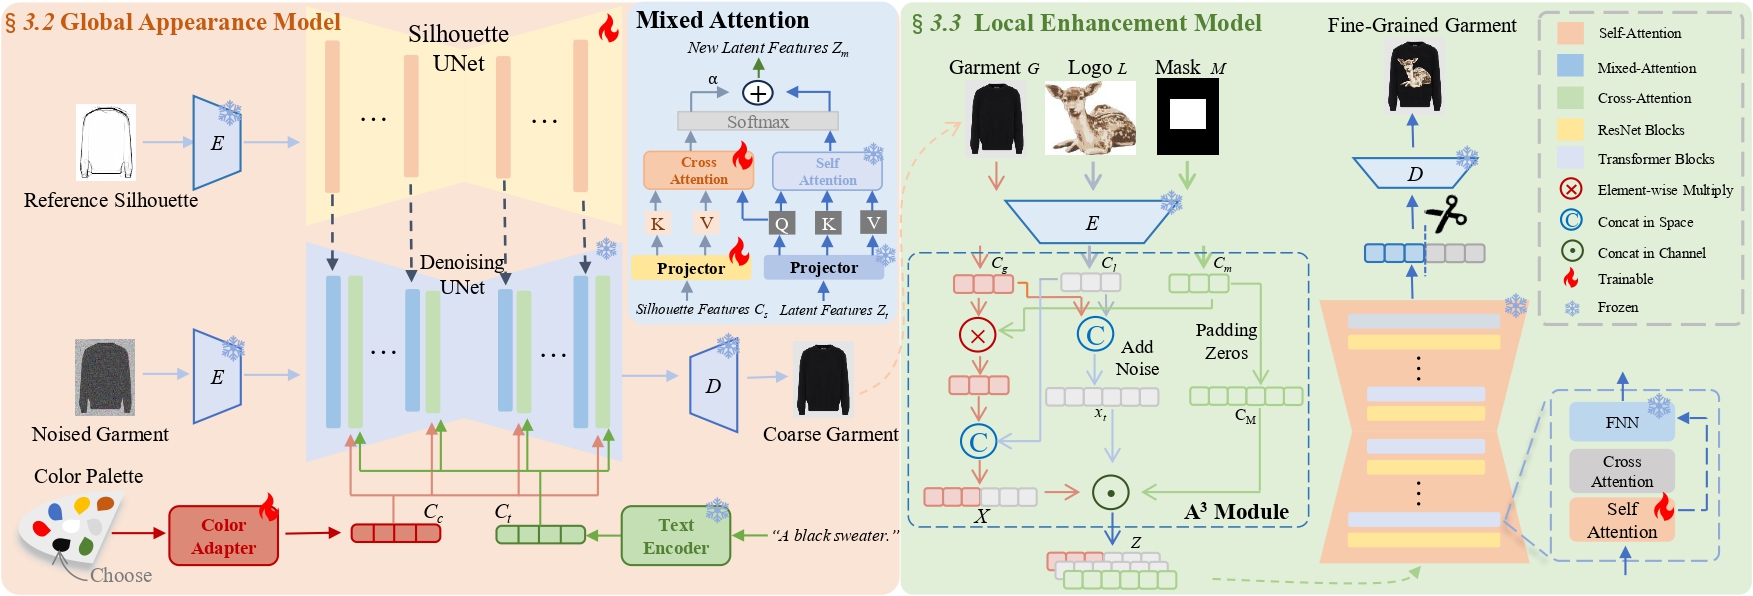 § 3.2 Global Appearance Model
Silhouette
UNet
...
...
E
Reference Silhouette
Denoising
UNet
...
...
E
Noised Garment
D
Coarse Garment
Color Palette
Choose
Color
Adapter
C_c
C_t
Text
Encoder
“A black sweater.”
Mixed Attention
New Latent Features Z_m
α
+
Softmax
Cross
Attention
Self
Attention
K
V
Q
K
V
Projector
Projector
Silhouette Features C_s
Latent Features Z_t
§ 3.3 Local Enhancement Model
Garment G
Logo L
Mask M
E
C_g
C_l
C_m
×
C
Add
Noise
Padding
Zeros
x_t
C_M
C
X
A³ Module
Z
Fine-Grained Garment
D
FNN
Cross
Attention
Self
Attention
Self-Attention
Mixed-Attention
Cross-Attention
ResNet Blocks
Transformer Blocks
× Element-wise Multiply
C Concat in Space
Concat in Channel
Trainable
Frozen